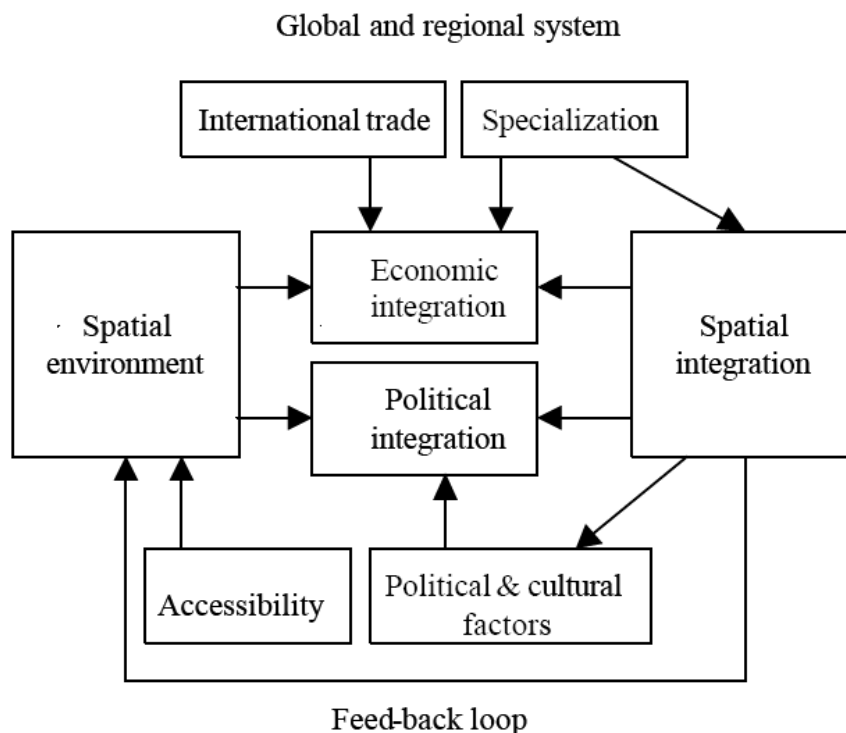 Global and regional system
International trade
Specialization
Economic
integration
Spatial
environment
Spatial
integration
Political
integration
Accessibility
Political & cultural
factors
Feed-back loop